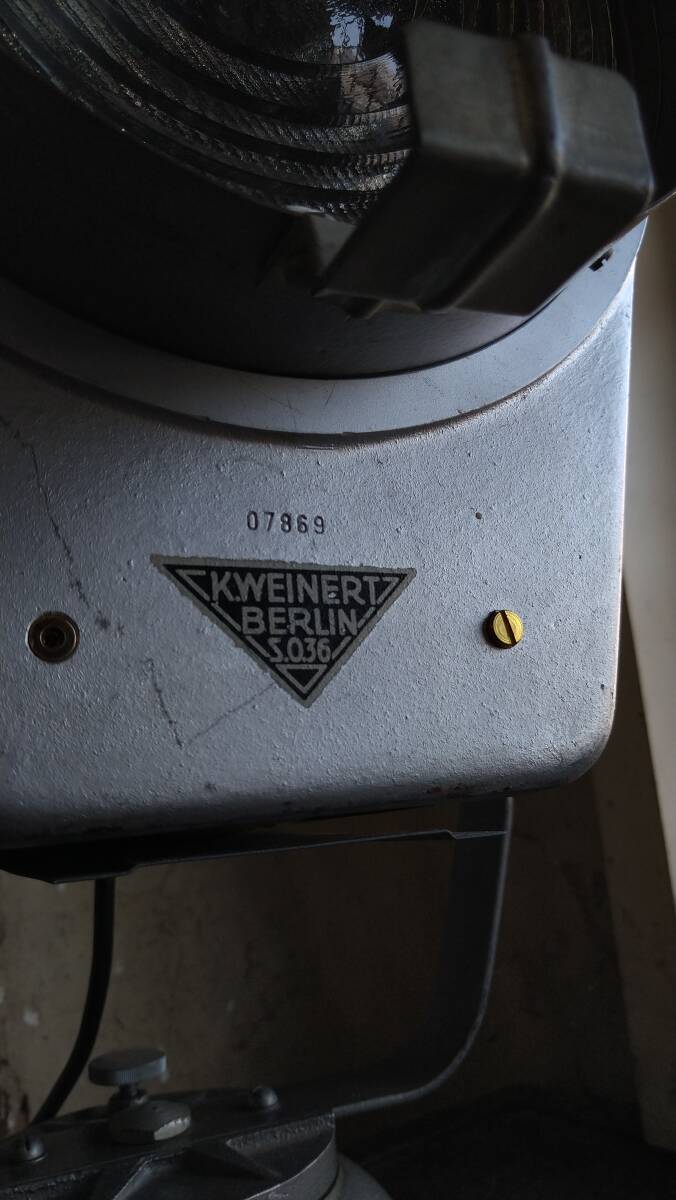 07869
K.WEINERT
BERLIN
S.O.36